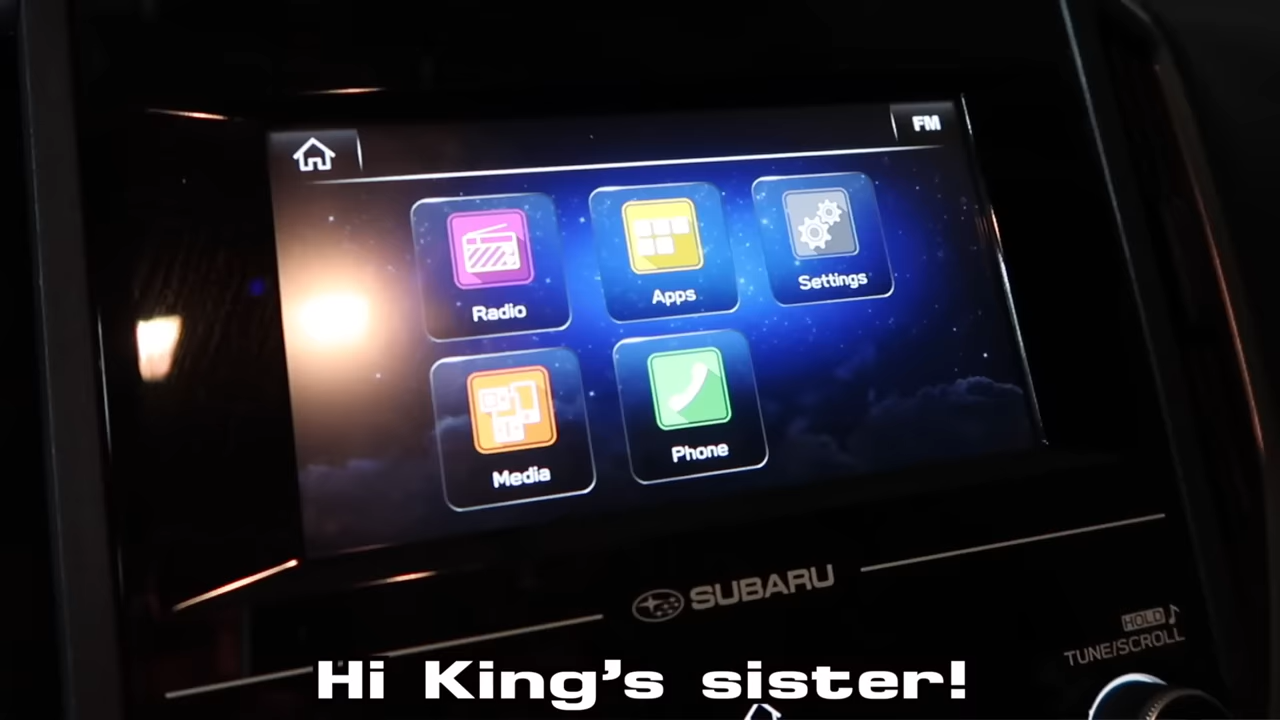 FM
Radio
Apps
Settings
Media
Phone
SUBARU
HOLD
TUNE/SCROLL
Hi King's sister!